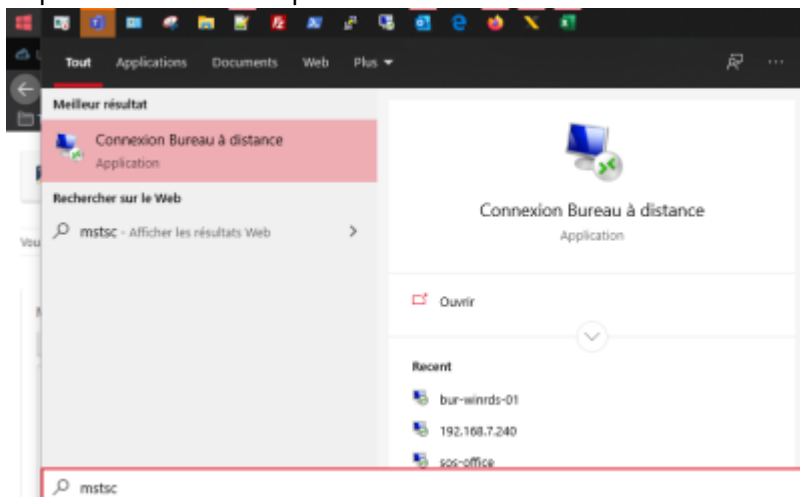 Tout Applications Documents Web Plus
Meilleur résultat
Connexion Bureau à distance
Application
Rechercher sur le Web
mstsc - Afficher les résultats Web
Connexion Bureau à distance
Application
Ouvrir
Recent
bur-winrds-01
192.168.7.240
sos-office
mstsc